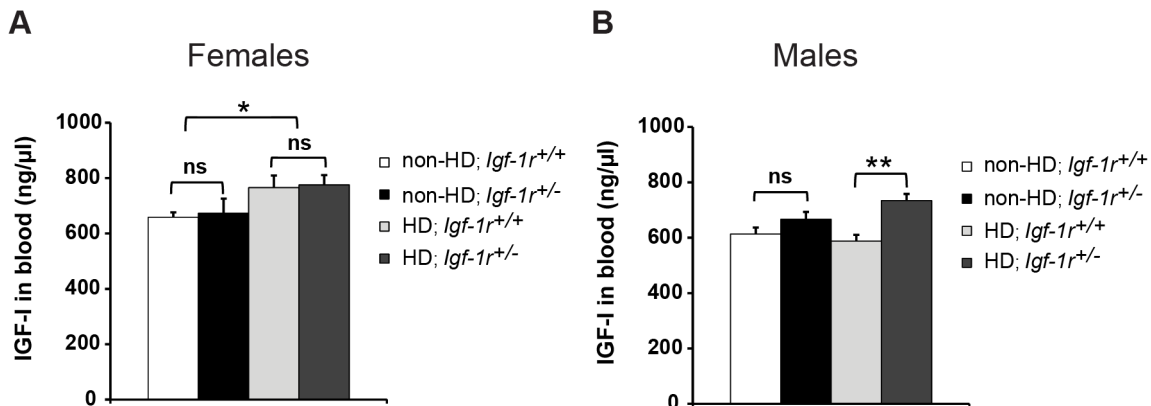 A
Females
IGF-I in blood (ng/µl)
1000
800
600
400
200
0
*
ns
ns
non-HD; Igf-1r+/+
non-HD; Igf-1r+/-
HD; Igf-1r+/+
HD; Igf-1r+/-
B
Males
IGF-I in blood (ng/µl)
1000
800
600
400
200
0
ns
**
non-HD; Igf-1r+/+
non-HD; Igf-1r+/-
HD; Igf-1r+/+
HD; Igf-1r+/-